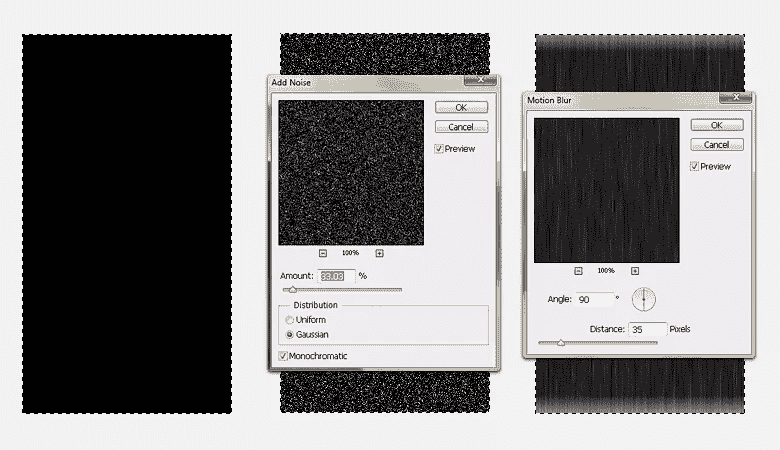 Add Noise
OK
Cancel
Preview
100%
Amount: 33.03 %
Distribution
Uniform
Gaussian
Monochromatic
Motion Blur
OK
Cancel
Preview
100%
Angle: 90 °
Distance: 35 Pixels